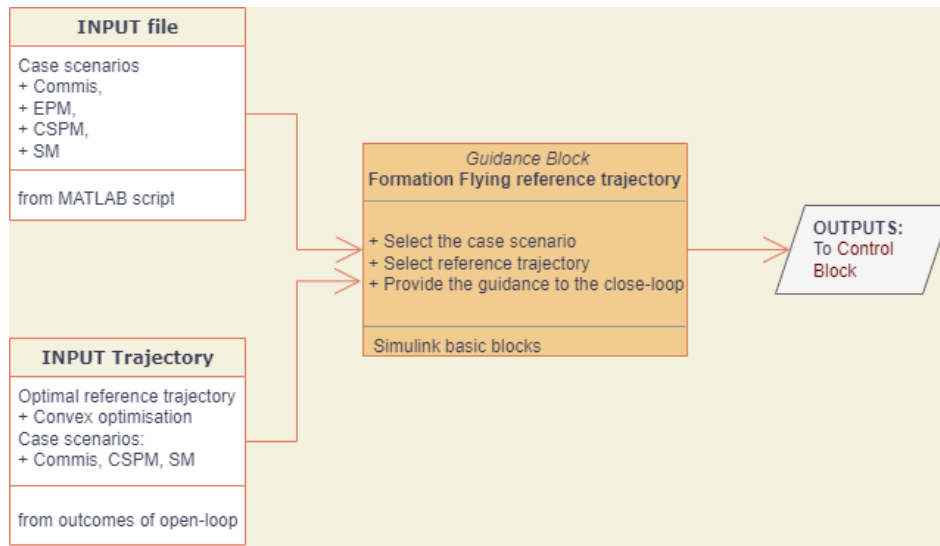 INPUT file
Case scenarios
+ Commis,
+ EPM,
+ CSPM,
+ SM
from MATLAB script
INPUT Trajectory
Optimal reference trajectory
+ Convex optimisation
Case scenarios:
+ Commis, CSPM, SM
from outcomes of open-loop
Guidance Block
Formation Flying reference trajectory
+ Select the case scenario
+ Select reference trajectory
+ Provide the guidance to the close-loop
Simulink basic blocks
OUTPUTS:
To Control
Block